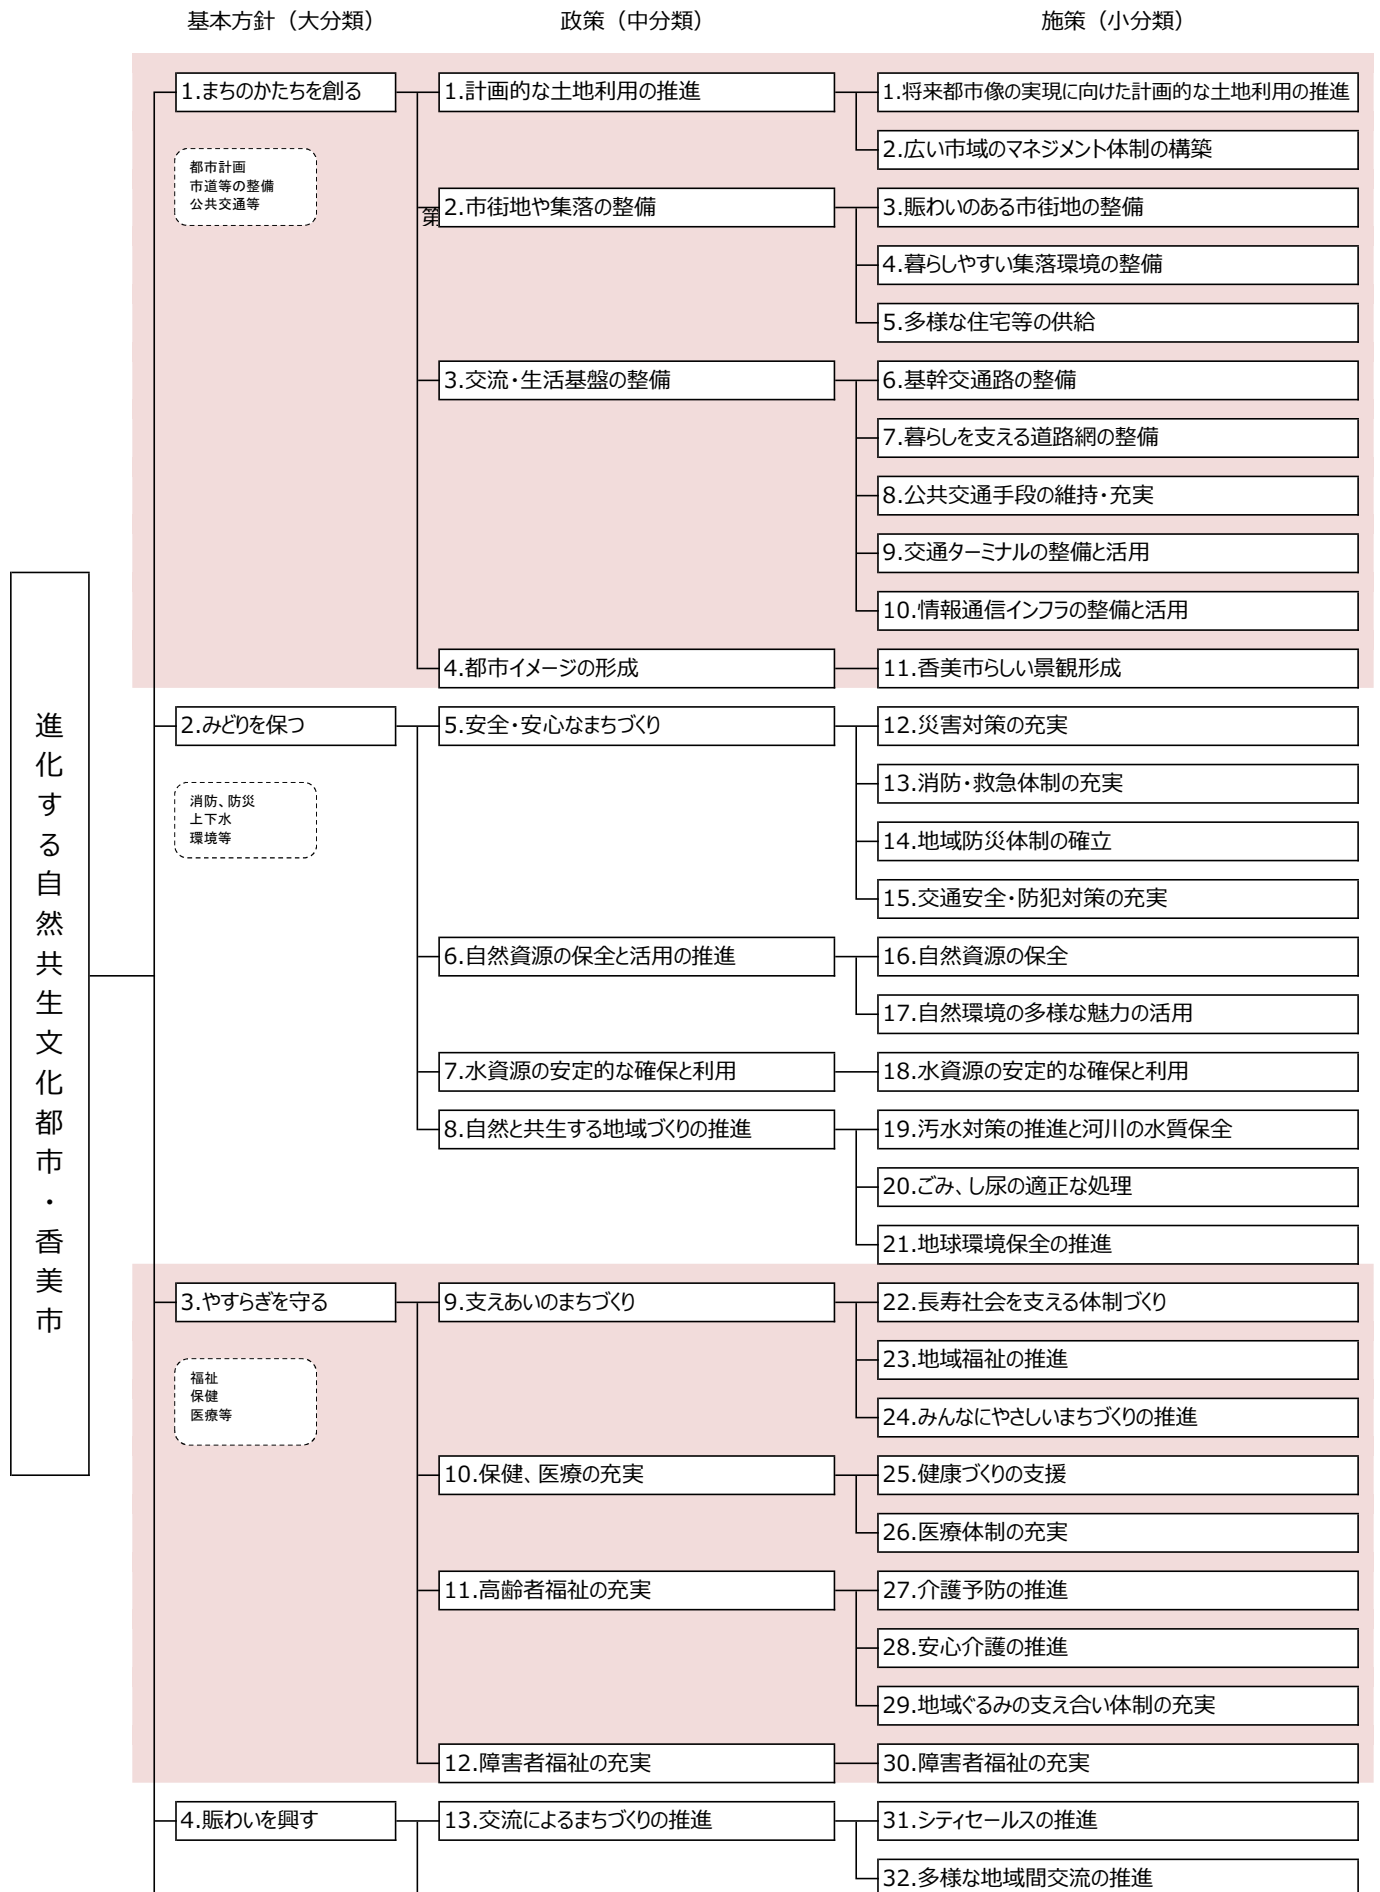 基本方針（大分類）
政策（中分類）
施策（小分類）
進化する自然共生文化都市・香美市
1.まちのかたちを創る
都市計画
市道等の整備
公共交通等
1.計画的な土地利用の推進
1.将来都市像の実現に向けた計画的な土地利用の推進
2.広い市域のマネジメント体制の構築
第
2.市街地や集落の整備
3.賑わいのある市街地の整備
4.暮らしやすい集落環境の整備
5.多様な住宅等の供給
3.交流・生活基盤の整備
6.基幹交通路の整備
7.暮らしを支える道路網の整備
8.公共交通手段の維持・充実
9.交通ターミナルの整備と活用
10.情報通信インフラの整備と活用
4.都市イメージの形成
11.香美市らしい景観形成
2.みどりを保つ
消防、防災
上下水
環境等
5.安全・安心なまちづくり
12.災害対策の充実
13.消防・救急体制の充実
14.地域防災体制の確立
15.交通安全・防犯対策の充実
6.自然資源の保全と活用の推進
16.自然資源の保全
17.自然環境の多様な魅力の活用
7.水資源の安定的な確保と利用
18.水資源の安定的な確保と利用
8.自然と共生する地域づくりの推進
19.汚水対策の推進と河川の水質保全
20.ごみ、し尿の適正な処理
21.地球環境保全の推進
3.やすらぎを守る
福祉
保健
医療等
9.支えあいのまちづくり
22.長寿社会を支える体制づくり
23.地域福祉の推進
24.みんなにやさしいまちづくりの推進
10.保健、医療の充実
25.健康づくりの支援
26.医療体制の充実
11.高齢者福祉の充実
27.介護予防の推進
28.安心介護の推進
29.地域ぐるみの支え合い体制の充実
12.障害者福祉の充実
30.障害者福祉の充実
4.賑わいを興す
13.交流によるまちづくりの推進
31.シティセールスの推進
32.多様な地域間交流の推進